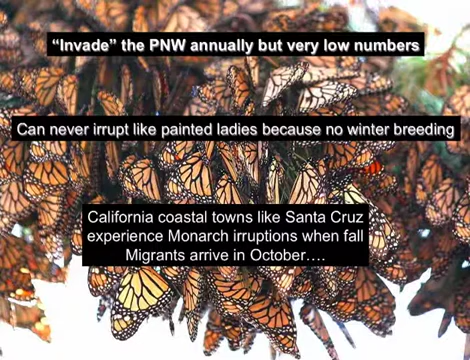 “Invade” the PNW annually but very low numbers
Can never irrupt like painted ladies because no winter breeding
California coastal towns like Santa Cruz
experience Monarch irruptions when fall
Migrants arrive in October….